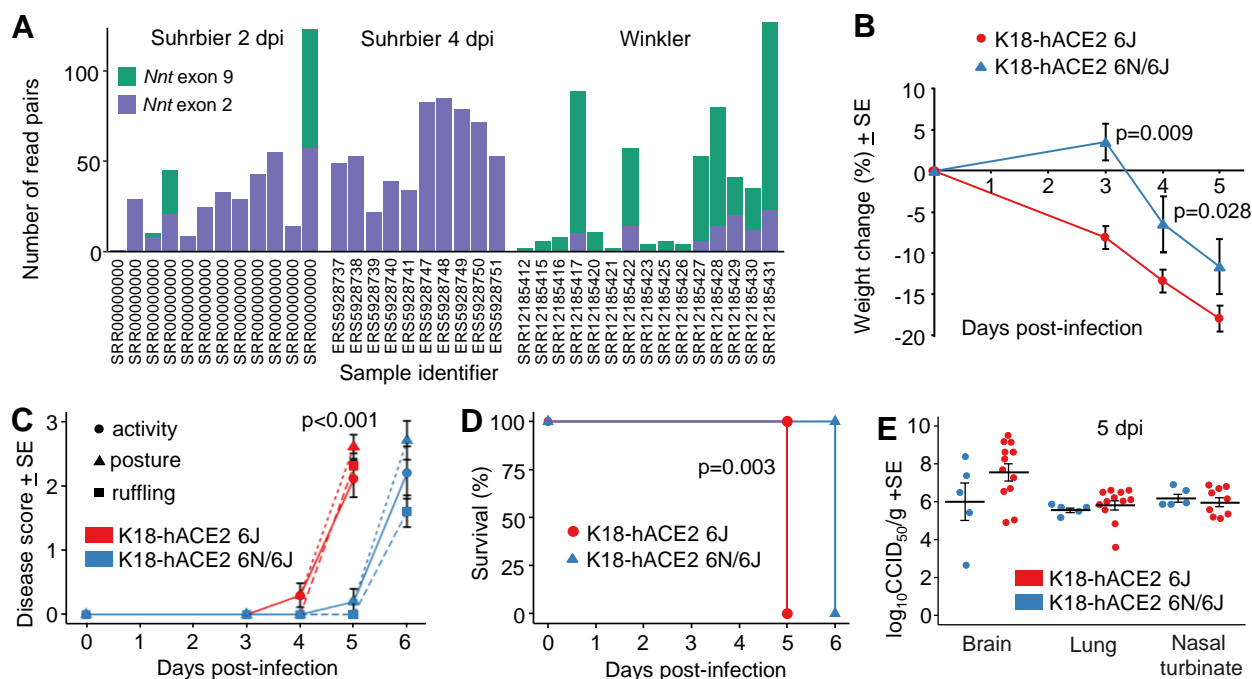 A
Suhrbier 2 dpi
Suhrbier 4 dpi
Winkler
Nnt exon 9
Nnt exon 2
Number of read pairs
100
50
0
SRR00000000
SRR00000000
SRR00000000
SRR00000000
SRR00000000
SRR00000000
SRR00000000
SRR00000000
SRR00000000
SRR00000000
SRR00000000
SRR00000000
ERS5928737
ERS5928738
ERS5928739
ERS5928740
ERS5928741
ERS5928747
ERS5928748
ERS5928749
ERS5928750
ERS5928751
SRR12185412
SRR12185415
SRR12185416
SRR12185417
SRR12185420
SRR12185421
SRR12185422
SRR12185423
SRR12185425
SRR12185426
SRR12185427
SRR12185428
SRR12185429
SRR12185430
SRR12185431
Sample identifier
B
K18-hACE2 6J
K18-hACE2 6N/6J
Weight change (%) ± SE
10
5
0
-5
-10
-15
-20
p=0.009
1 2 3 4 5
p=0.028
Days post-infection
C
p<0.001
activity
posture
ruffling
K18-hACE2 6J
K18-hACE2 6N/6J
Disease score ± SE
3
2
1
0
0 1 2 3 4 5 6
Days post-infection
D
Survival (%)
100
75
50
25
0
p=0.003
K18-hACE2 6J
K18-hACE2 6N/6J
0 1 2 3 4 5 6
Days post-infection
E
5 dpi
log10CCID50/g +SE
10
8
6
4
2
0
K18-hACE2 6J
K18-hACE2 6N/6J
Brain
Lung
Nasal
turbinate